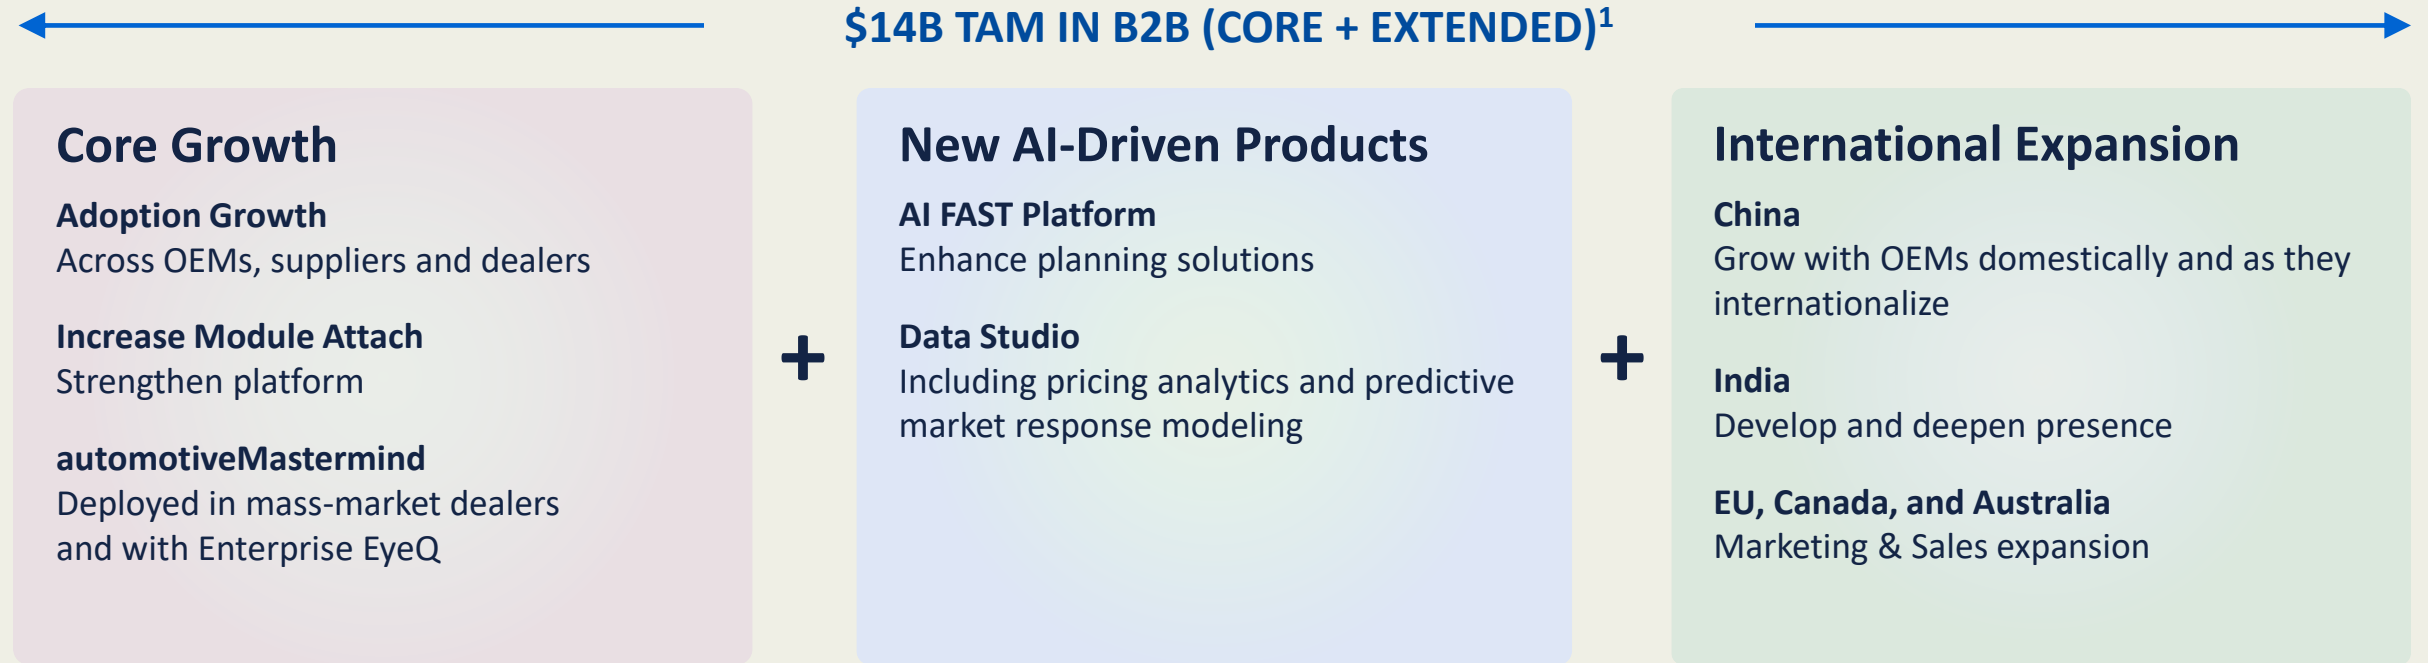 $14B TAM IN B2B (CORE + EXTENDED)¹
Core Growth
Adoption Growth
Across OEMs, suppliers and dealers
Increase Module Attach
Strengthen platform
automotiveMastermind
Deployed in mass-market dealers
and with Enterprise EyeQ
+
New AI-Driven Products
AI FAST Platform
Enhance planning solutions
Data Studio
Including pricing analytics and predictive
market response modeling
+
International Expansion
China
Grow with OEMs domestically and as they
internationalize
India
Develop and deepen presence
EU, Canada, and Australia
Marketing & Sales expansion